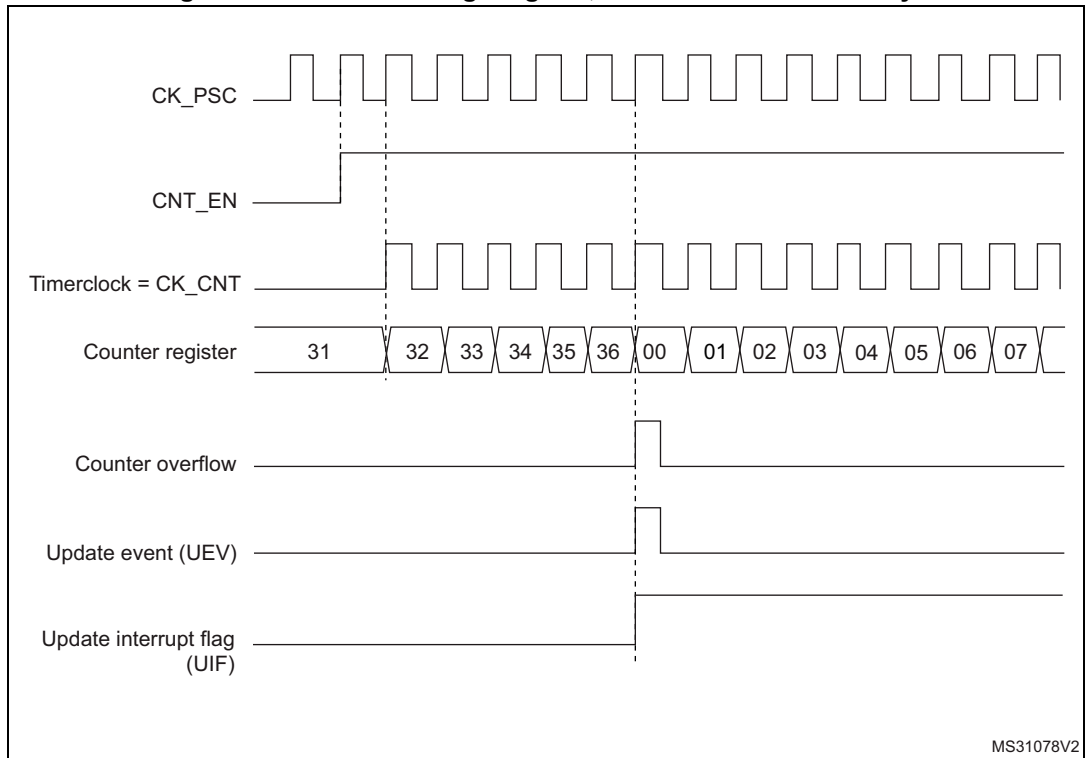 CK_PSC
CNT_EN
Timerclock = CK_CNT
Counter register 31 32 33 34 35 36 00 01 02 03 04 05 06 07
Counter overflow
Update event (UEV)
Update interrupt flag
(UIF)
MS31078V2